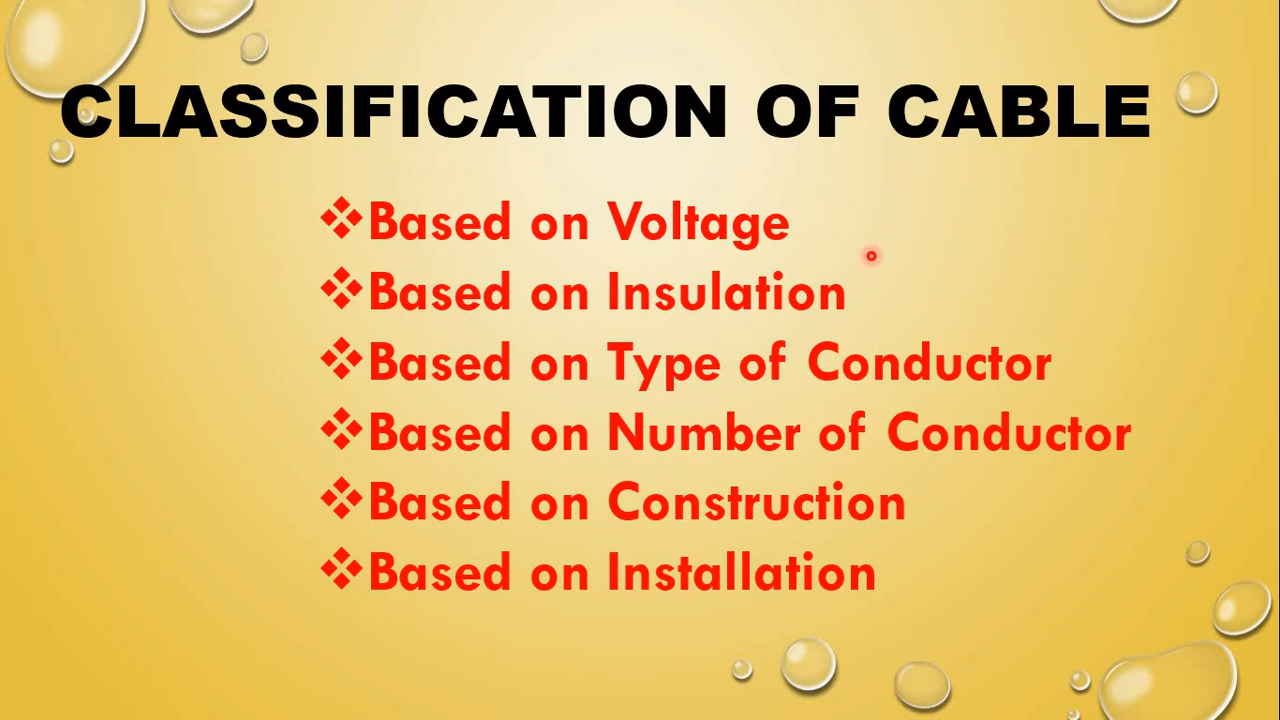 CLASSIFICATION OF CABLE
❖Based on Voltage
❖Based on Insulation
❖Based on Type of Conductor
❖Based on Number of Conductor
❖Based on Construction
❖Based on Installation